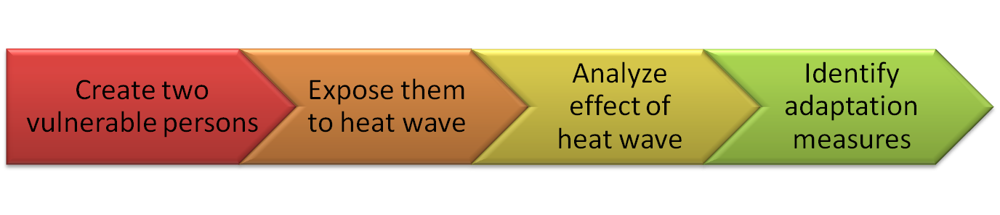 Create two
vulnerable persons
Expose them
to heat wave
Analyze
effect of
heat wave
Identify
adaptation
measures